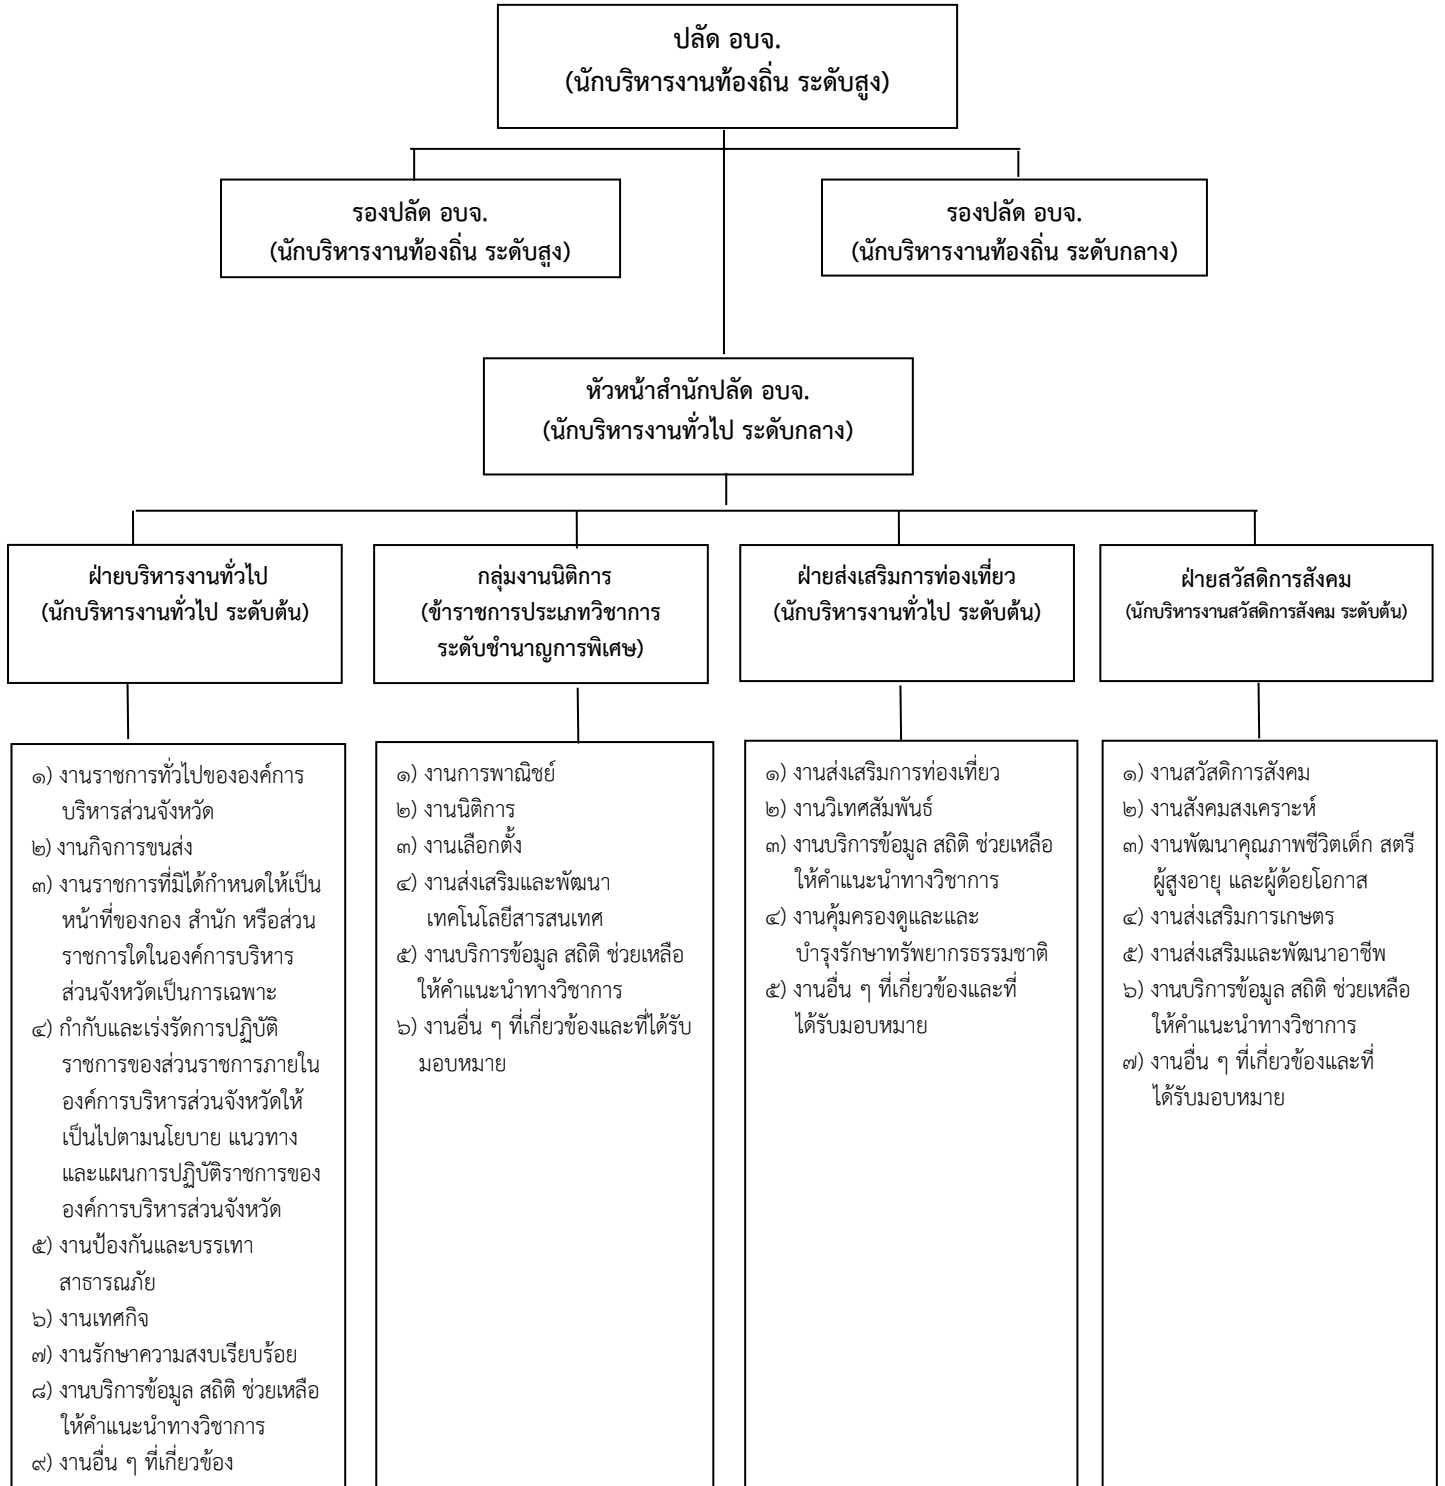 ปลัด อบจ.
(นักบริหารงานท้องถิ่น ระดับสูง)
รองปลัด อบจ.
(นักบริหารงานท้องถิ่น ระดับสูง)
รองปลัด อบจ.
(นักบริหารงานท้องถิ่น ระดับกลาง)
หัวหน้าสำนักปลัด อบจ.
(นักบริหารงานทั่วไป ระดับกลาง)
ฝ่ายบริหารงานทั่วไป
(นักบริหารงานทั่วไป ระดับต้น)
กลุ่มงานนิติการ
(ข้าราชการประเภทวิชาการ
ระดับชำนาญการพิเศษ)
ฝ่ายส่งเสริมการท่องเที่ยว
(นักบริหารงานทั่วไป ระดับต้น)
ฝ่ายสวัสดิการสังคม
(นักบริหารงานสวัสดิการสังคม ระดับต้น)
๑) งานราชการทั่วไปขององค์การ
บริหารส่วนจังหวัด
๒) งานกิจการขนส่ง
๓) งานราชการที่มิได้กำหนดให้เป็น
หน้าที่ของกอง สำนัก หรือส่วน
ราชการใดในองค์การบริหาร
ส่วนจังหวัดเป็นการเฉพาะ
๔) กำกับและเร่งรัดการปฏิบัติ
ราชการของส่วนราชการภายใน
องค์การบริหารส่วนจังหวัดให้
เป็นไปตามนโยบาย แนวทาง
และแผนการปฏิบัติราชการของ
องค์การบริหารส่วนจังหวัด
๕) งานป้องกันและบรรเทา
สาธารณภัย
๖) งานเทศกิจ
๗) งานรักษาความสงบเรียบร้อย
๘) งานบริการข้อมูล สถิติ ช่วยเหลือ
ให้คำแนะนำทางวิชาการ
๙) งานอื่น ๆ ที่เกี่ยวข้อง
๑) งานการพาณิชย์
๒) งานนิติการ
๓) งานเลือกตั้ง
๔) งานส่งเสริมและพัฒนา
เทคโนโลยีสารสนเทศ
๕) งานบริการข้อมูล สถิติ ช่วยเหลือ
ให้คำแนะนำทางวิชาการ
๖) งานอื่น ๆ ที่เกี่ยวข้องและที่ได้รับ
มอบหมาย
๑) งานส่งเสริมการท่องเที่ยว
๒) งานวิเทศสัมพันธ์
๓) งานบริการข้อมูล สถิติ ช่วยเหลือ
ให้คำแนะนำทางวิชาการ
๔) งานคุ้มครองดูและและ
บำรุงรักษาทรัพยากรธรรมชาติ
๕) งานอื่น ๆ ที่เกี่ยวข้องและที่
ได้รับมอบหมาย
๑) งานสวัสดิการสังคม
๒) งานสังคมสงเคราะห์
๓) งานพัฒนาคุณภาพชีวิตเด็ก สตรี
ผู้สูงอายุ และผู้ด้อยโอกาส
๔) งานส่งเสริมการเกษตร
๕) งานส่งเสริมและพัฒนาอาชีพ
๖) งานบริการข้อมูล สถิติ ช่วยเหลือ
ให้คำแนะนำทางวิชาการ
๗) งานอื่น ๆ ที่เกี่ยวข้องและที่
ได้รับมอบหมาย